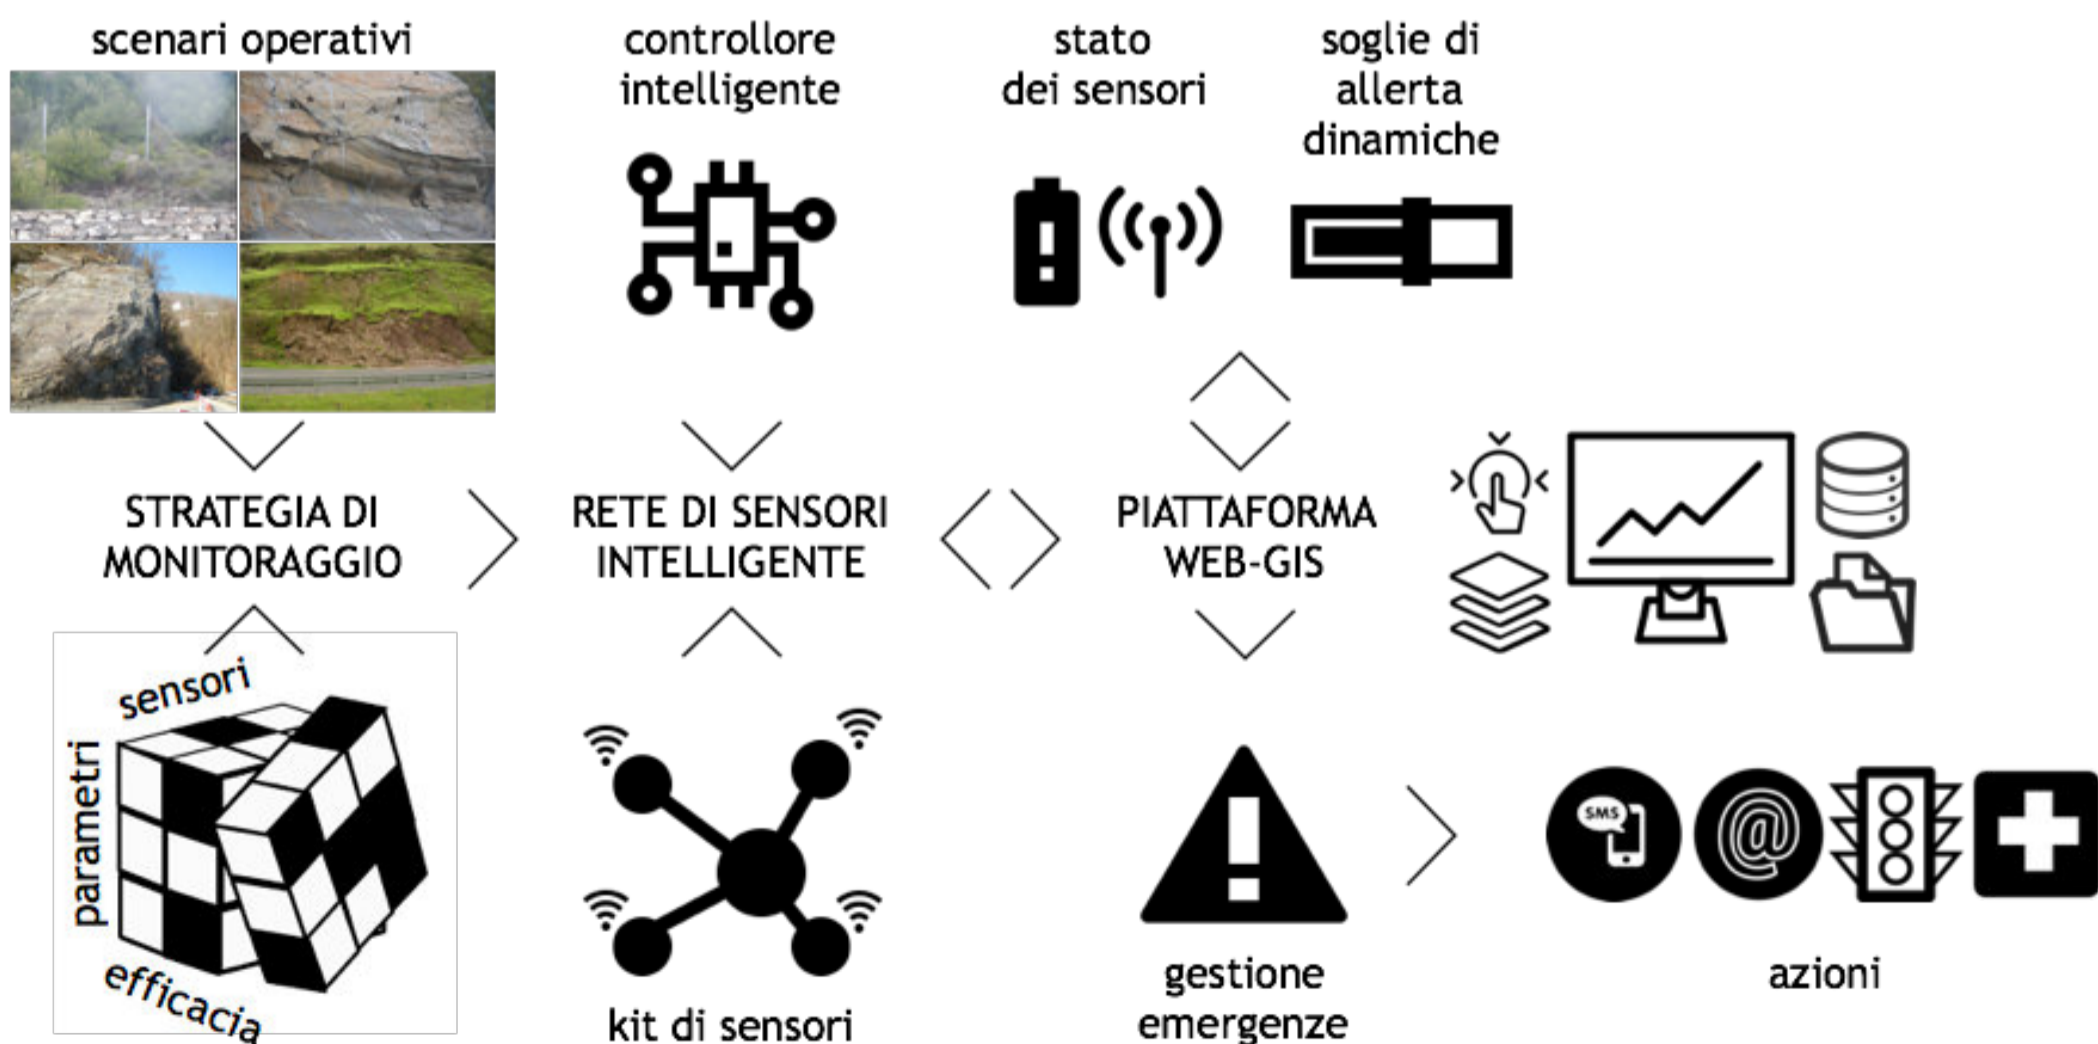 scenari operativi
controllore
intelligente
stato
dei sensori
soglie di
allerta
dinamiche
STRATEGIA DI
MONITORAGGIO
RETE DI SENSORI
INTELLIGENTE
PIATTAFORMA
WEB-GIS
sensori
parametri
efficacia
kit di sensori
gestione
emergenze
SMS
@
azioni